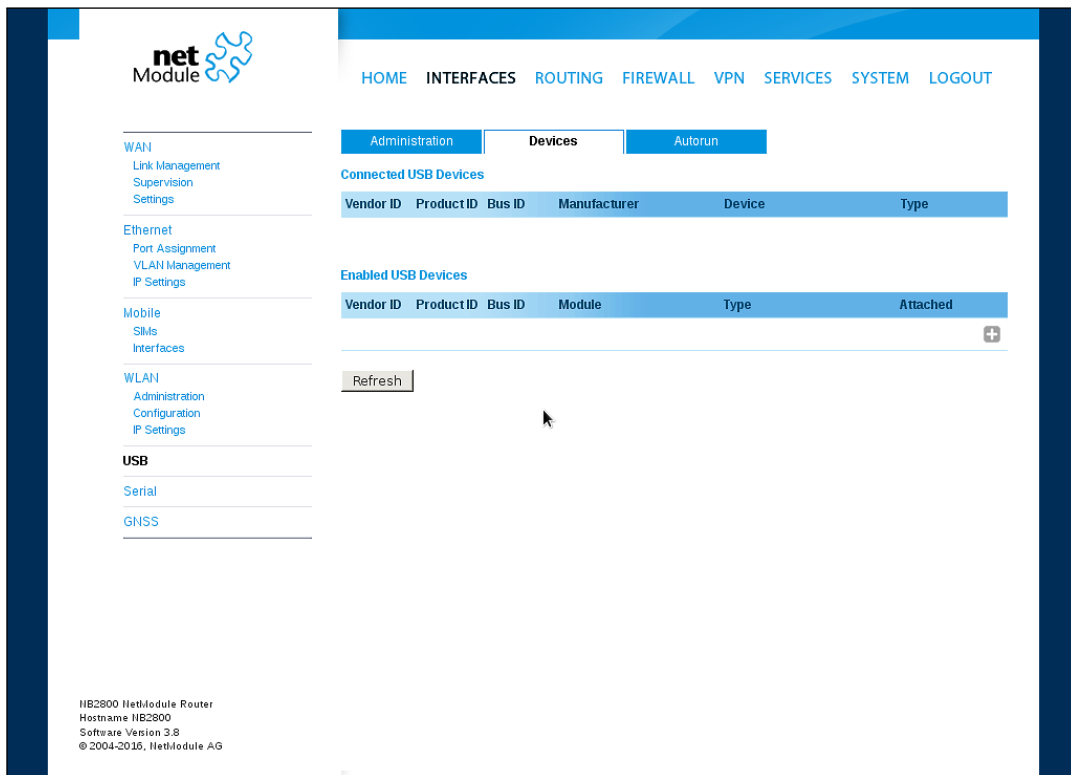 net
Module
HOME INTERFACES ROUTING FIREWALL VPN SERVICES SYSTEM LOGOUT
WAN
Link Management
Supervision
Settings
Ethernet
Port Assignment
VLAN Management
IP Settings
Mobile
SIMs
Interfaces
WLAN
Administration
Configuration
IP Settings
USB
Serial
GNSS
Administration Devices Autorun
Connected USB Devices
Vendor ID Product ID Bus ID Manufacturer Device Type
Enabled USB Devices
Vendor ID Product ID Bus ID Module Type Attached
Refresh
NB2800 NetModule Router
Hostname NB2800
Software Version 3.8
© 2004-2016, NetModule AG